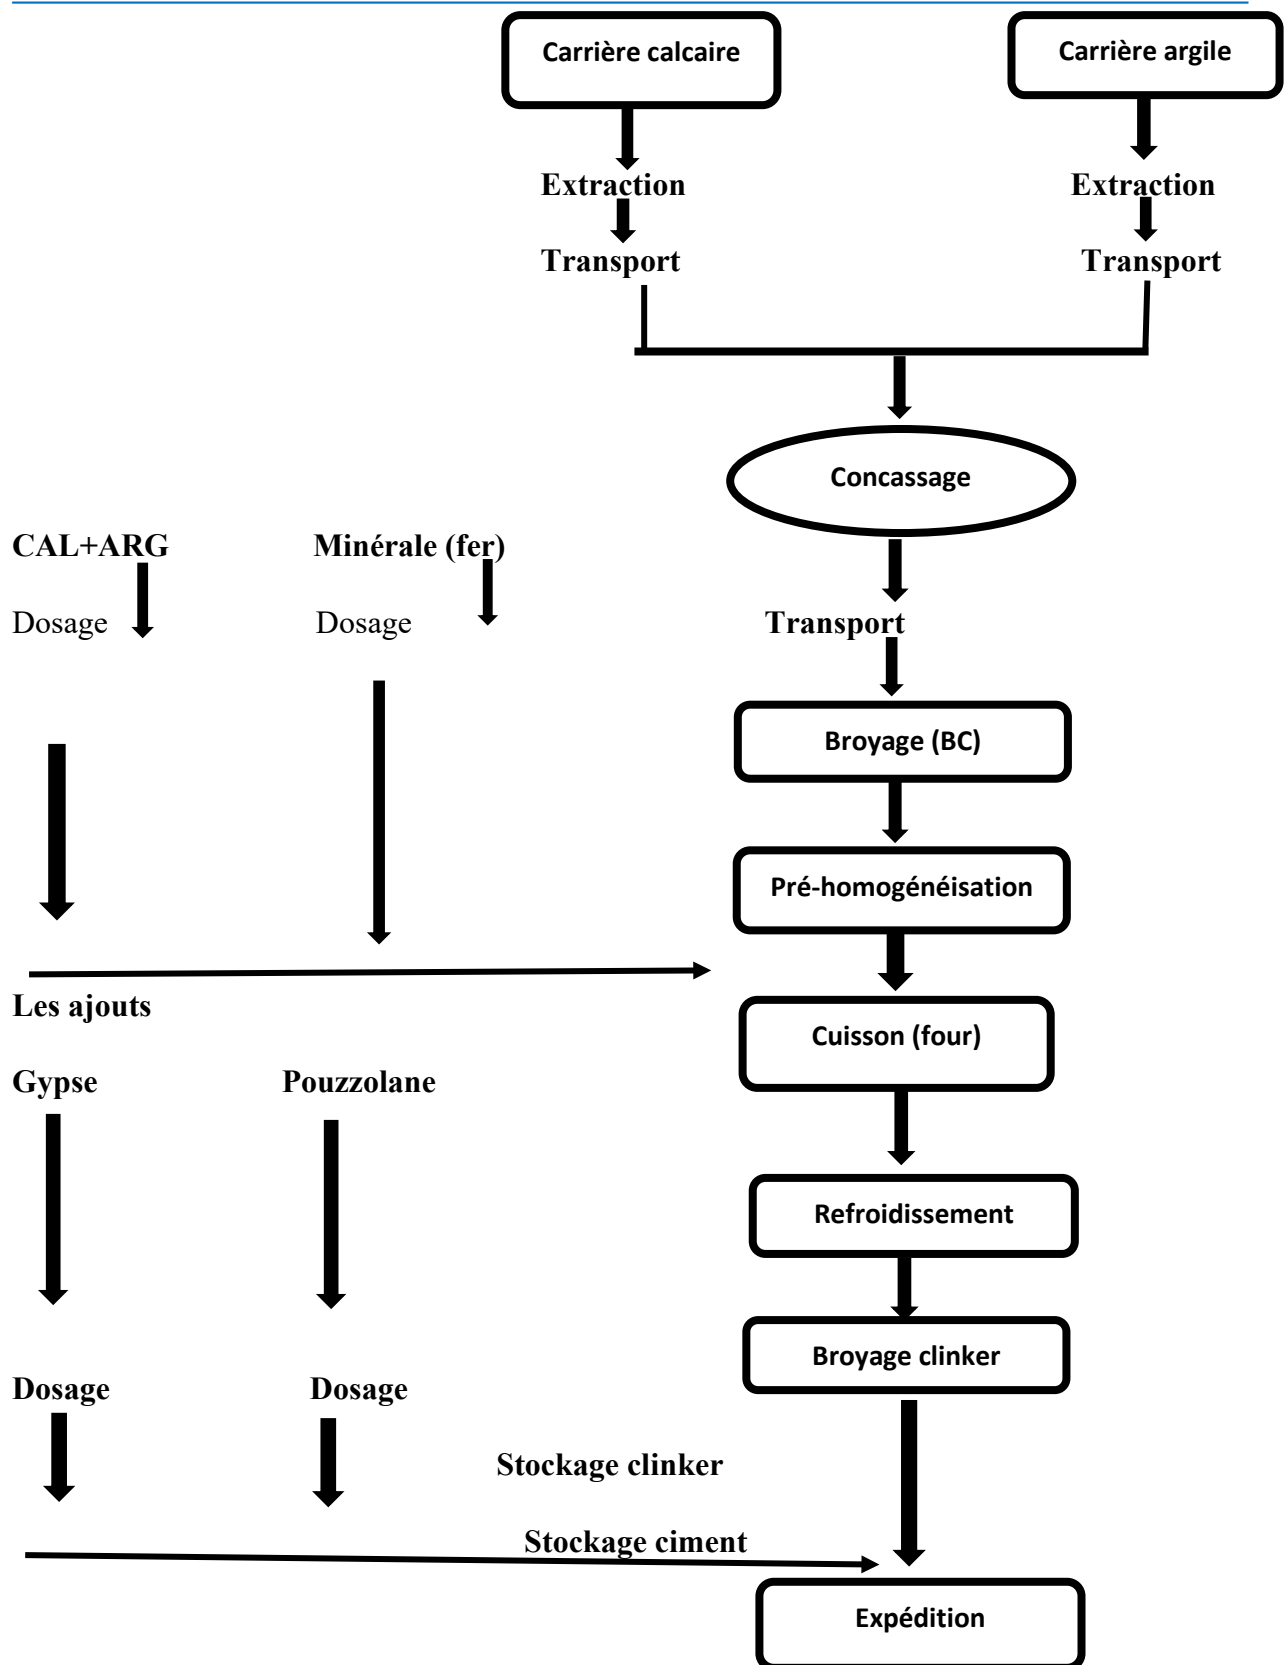 Carrière calcaire
Carrière argile
Extraction
Extraction
Transport
Transport
Concassage
CAL+ARG
Minérale (fer)
Dosage
Dosage
Transport
Broyage (BC)
Pré-homogénéisation
Les ajouts
Cuisson (four)
Gypse
Pouzzolane
Refroidissement
Broyage clinker
Dosage
Dosage
Stockage clinker
Stockage ciment
Expédition